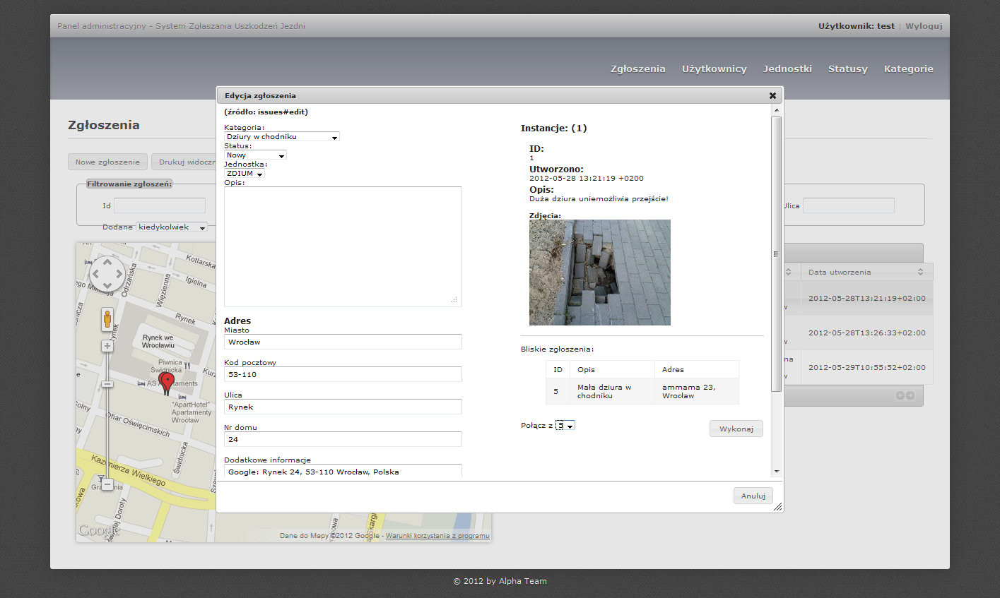 Panel administracyjny - System Zgłaszania Uszkodzeń Jezdni
Użytkownik: test | Wyloguj
Zgłoszenia Użytkownicy Jednostki Statusy Kategorie
Zgłoszenia
Nowe zgłoszenie
Drukuj widoczn
Filtrowanie zgłoszeń:
Id
Dodane kiedykolwiek
Ulica
Edycja zgłoszenia
(źródło: issues#edit)
Kategoria:
Dziury w chodniku
Status:
Nowy
Jednostka:
ZDIUM
Opis:
Adres
Miasto
Wrocław
Kod pocztowy
53-110
Ulica
Rynek
Nr domu
24
Dodatkowe informacje
Google: Rynek 24, 53-110 Wrocław, Polska
Instancje: (1)
ID:
1
Utworzono:
2012-05-28 13:21:19 +0200
Opis:
Duża dziura uniemożliwia przejście!
Zdjęcia:
Bliskie zgłoszenia:
ID Opis Adres
5 Mała dziura w chodniku ammama 23, Wrocław
Połącz z 5
Wykonaj
Anuluj
Data utworzenia
2012-05-28T13:21:19+02:00
w
2012-05-28T13:26:33+02:00
w
na
2012-05-29T10:55:52+02:00
w
Kotlarska
Igielna
Odrzańska
Więzienna
Rynek
Rynek
Rynek we
Wrocławiu
Piwnica
Świdnicka
Kurz
AS Apartments
"ApartHotel"
Apartamenty
Wrocław
Ofiar Oświęcimskich
Świdnicka
Kazimierza Wielkiego
Szew
Google
Dane do Mapy ©2012 Google - Warunki korzystania z programu
© 2012 by Alpha Team